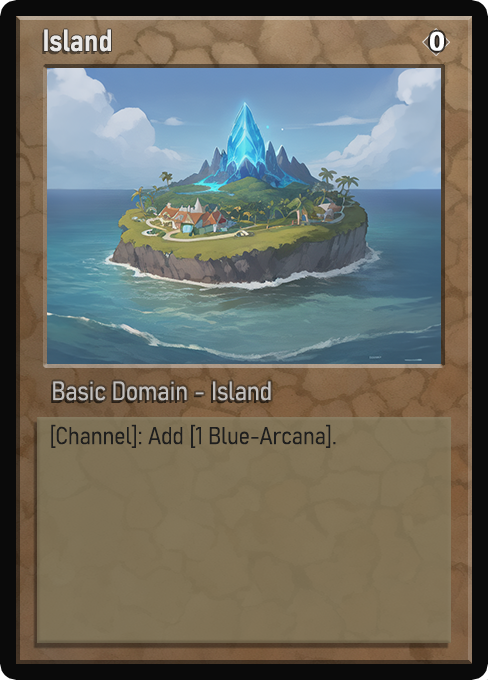 Island 0
Basic Domain - Island
[Channel]: Add [1 Blue-Arcana].